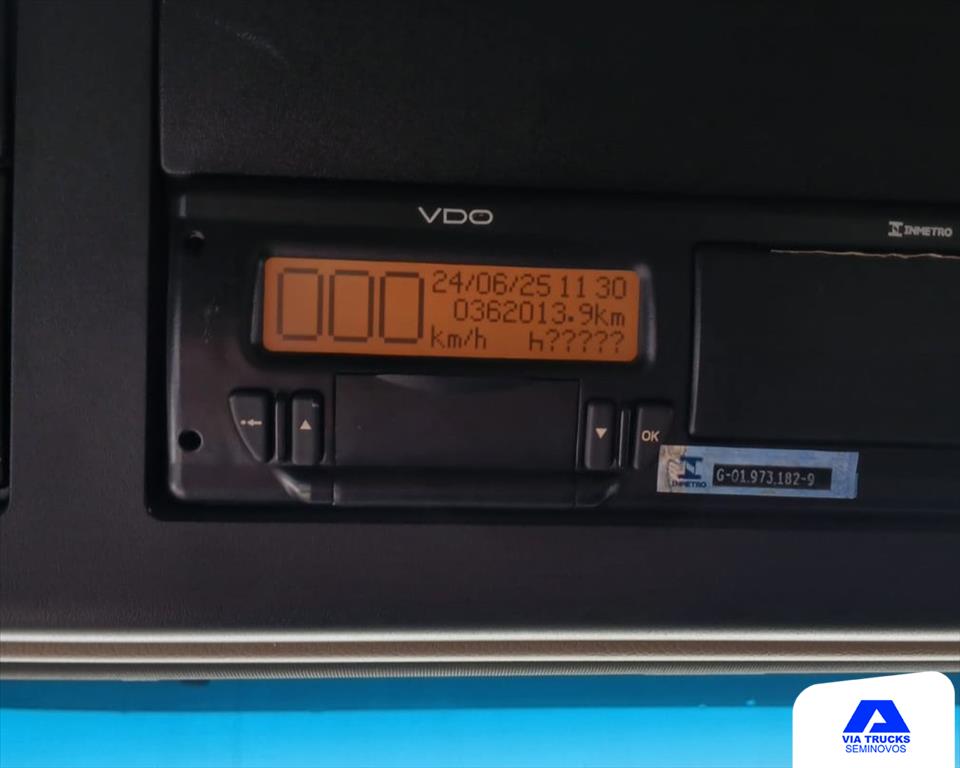 VDO
INMETRO
000
24/06/25 11 30
0362013.9km
km/h h?????
OK
INMETRO
G-01.973.182-9
VIA TRUCKS
SEMINOVOS